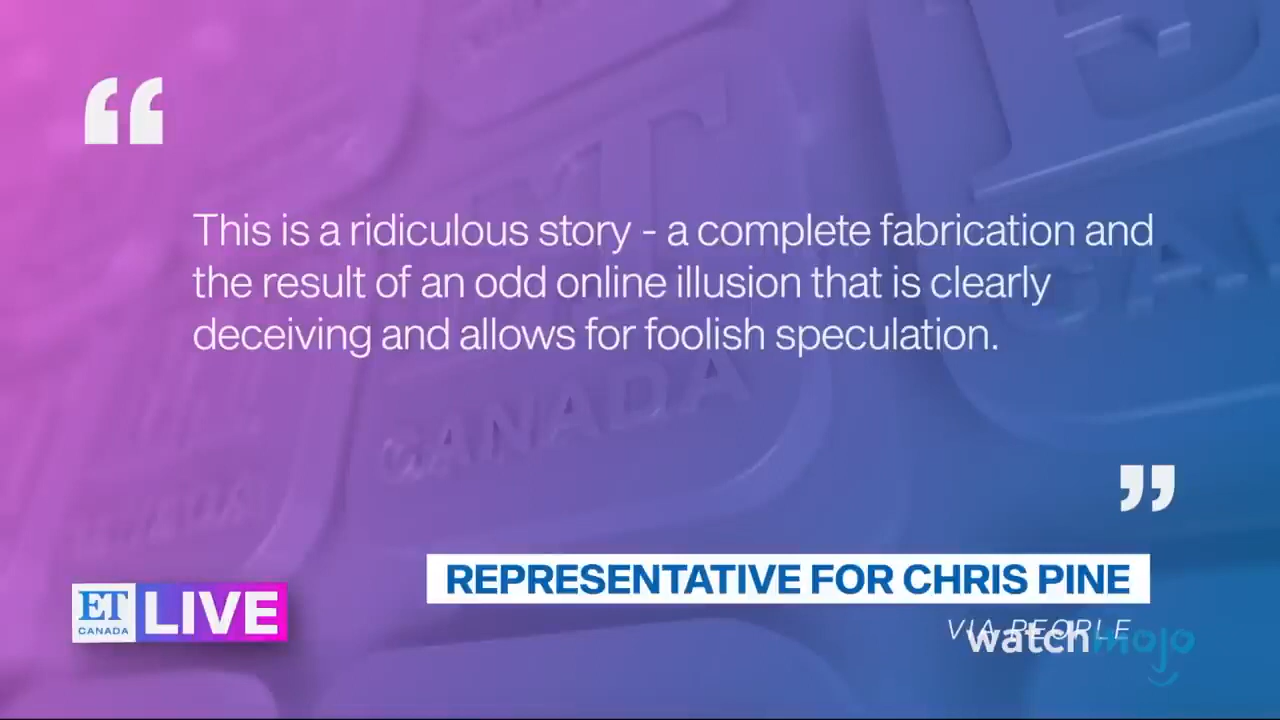 “
This is a ridiculous story - a complete fabrication and
the result of an odd online illusion that is clearly
deceiving and allows for foolish speculation.
CANADA
”
REPRESENTATIVE FOR CHRIS PINE
ET
CANADA
LIVE
VIA PEOPLE
watchmojo